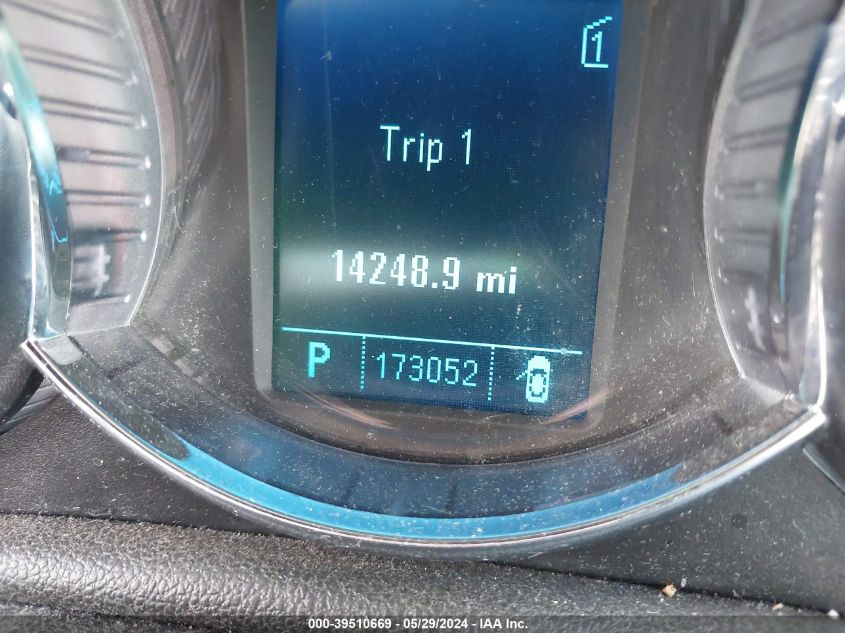 1
Trip 1
14248.9 mi
P 173052
000-39510669 / 05/29/2024 - IAA Inc.